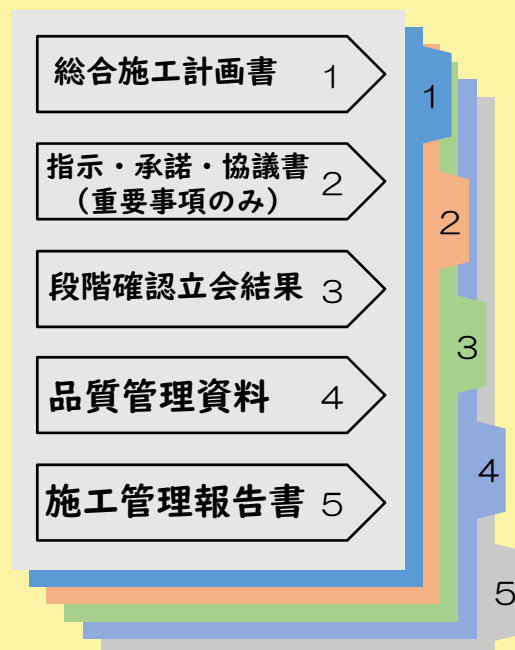 総合施工計画書 1
指示・承諾・協議書 2
(重要事項のみ)
段階確認立会結果 3
品質管理資料 4
施工管理報告書 5
1
2
3
4
5